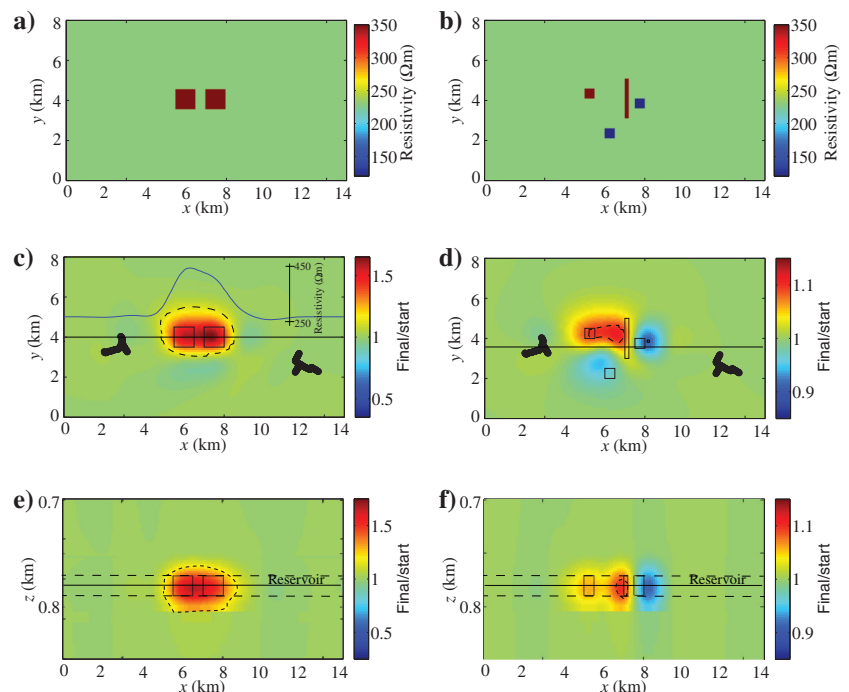 a)
b)
8
6
4
2
0
y (km)
0 2 4 6 8 10 12 14
x (km)
350
300
250
200
150
Resistivity (Ωm)
8
6
4
2
0
y (km)
0 2 4 6 8 10 12 14
x (km)
350
300
250
200
150
Resistivity (Ωm)
c)
d)
8
6
4
2
0
y (km)
450
250
Resistivity (Ωm)
0 2 4 6 8 10 12 14
x (km)
1.5
1
0.5
Final/start
8
6
4
2
0
y (km)
0 2 4 6 8 10 12 14
x (km)
1.1
1
0.9
Final/start
e)
f)
0.7
0.8
z (km)
Reservoir
0 2 4 6 8 10 12 14
x (km)
1.5
1
0.5
Final/start
0.7
0.8
z (km)
Reservoir
0 2 4 6 8 10 12 14
x (km)
1.1
1
0.9
Final/start